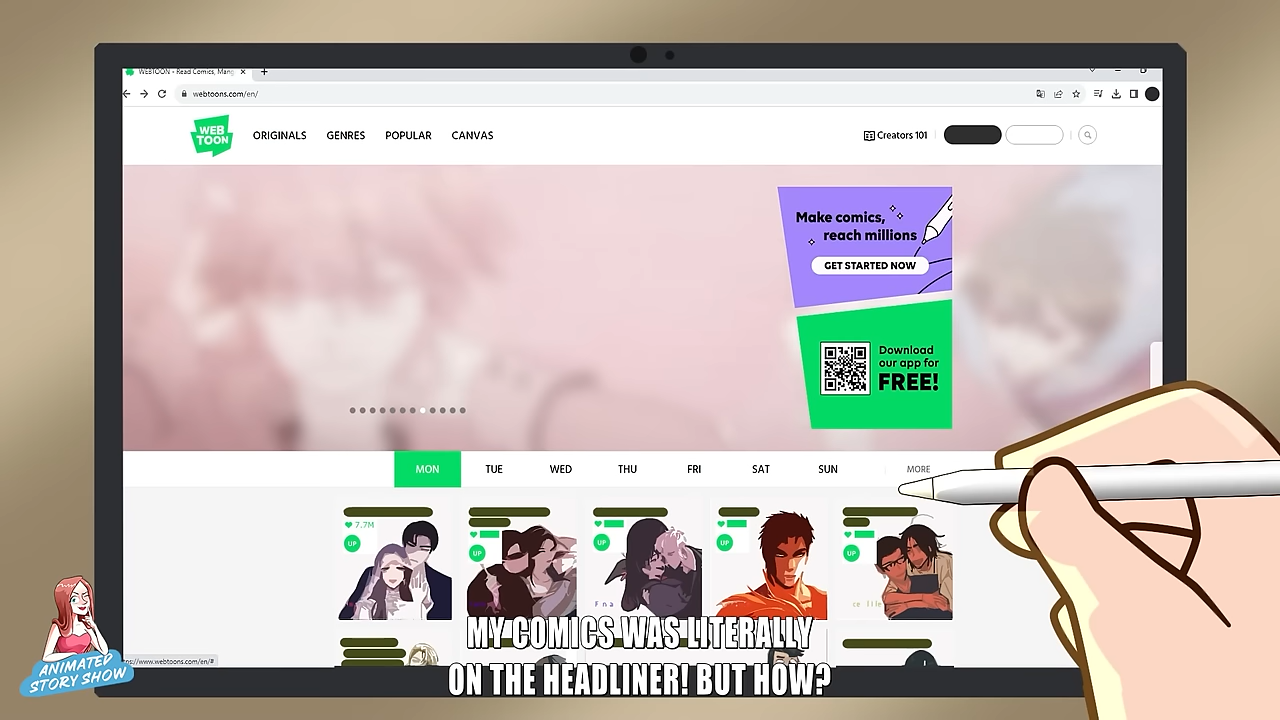 WEBTOON - Read Comics, Mang
webtoons.com/en/
WEB
TOON
ORIGINALS
GENRES
POPULAR
CANVAS
Creators 101
Make comics,
reach millions
GET STARTED NOW
Download
our app for
FREE!
MON
TUE
WED
THU
FRI
SAT
SUN
MORE
7.7M
UP
UP
UP
UP
UP
MY COMICS WAS LITERALLY
ON THE HEADLINER! BUT HOW?
ANIMATED
STORY SHOW
s://www.webtoons.com/en/#